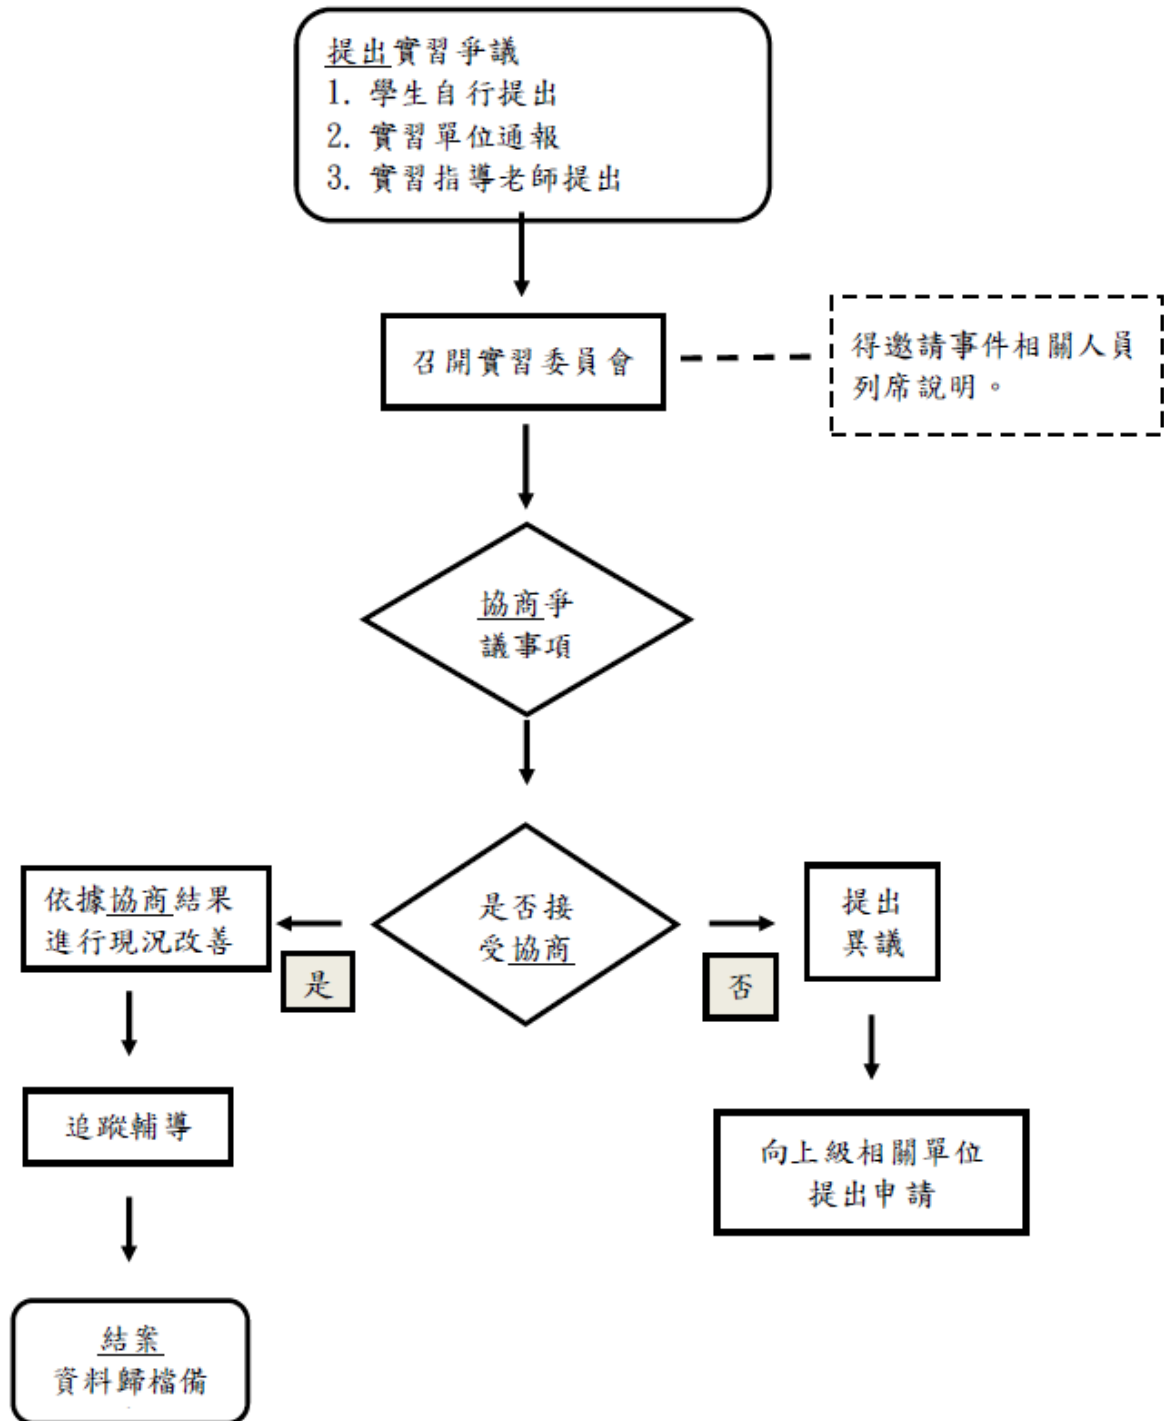 提出實習爭議
1. 學生自行提出
2. 實習單位通報
3. 實習指導老師提出
召開實習委員會
得邀請事件相關人員
列席說明。
協商爭
議事項
是否接
受協商
是
否
依據協商結果
進行現況改善
提出
異議
追蹤輔導
向上級相關單位
提出申請
結案
資料歸檔備